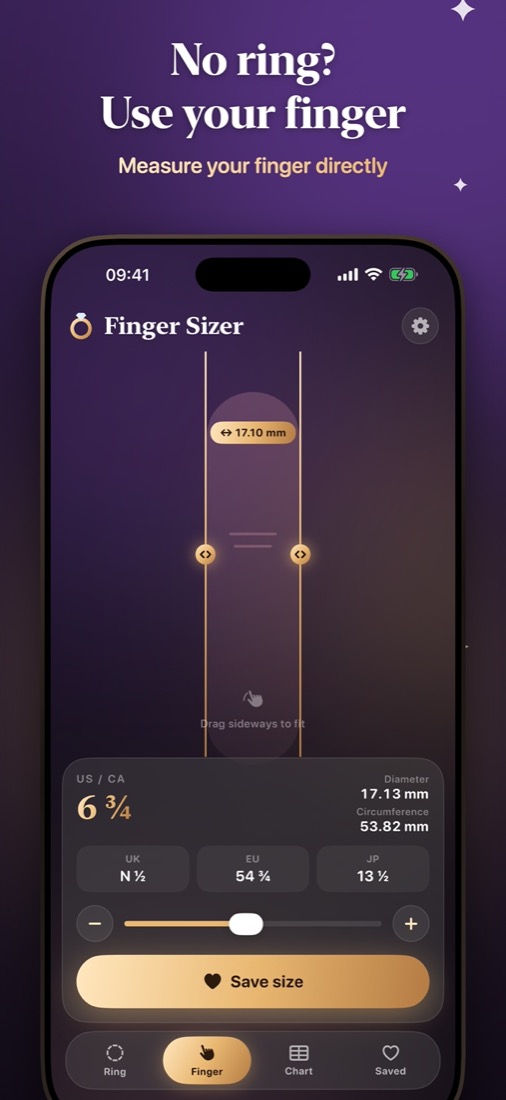 No ring?
Use your finger
Measure your finger directly
09:41
Finger Sizer
17.10 mm
Drag sideways to fit
US / CA
6 ¾
Diameter
17.13 mm
Circumference
53.82 mm
UK
N ½
EU
54 ¾
JP
13 ½
Save size
Ring
Finger
Chart
Saved